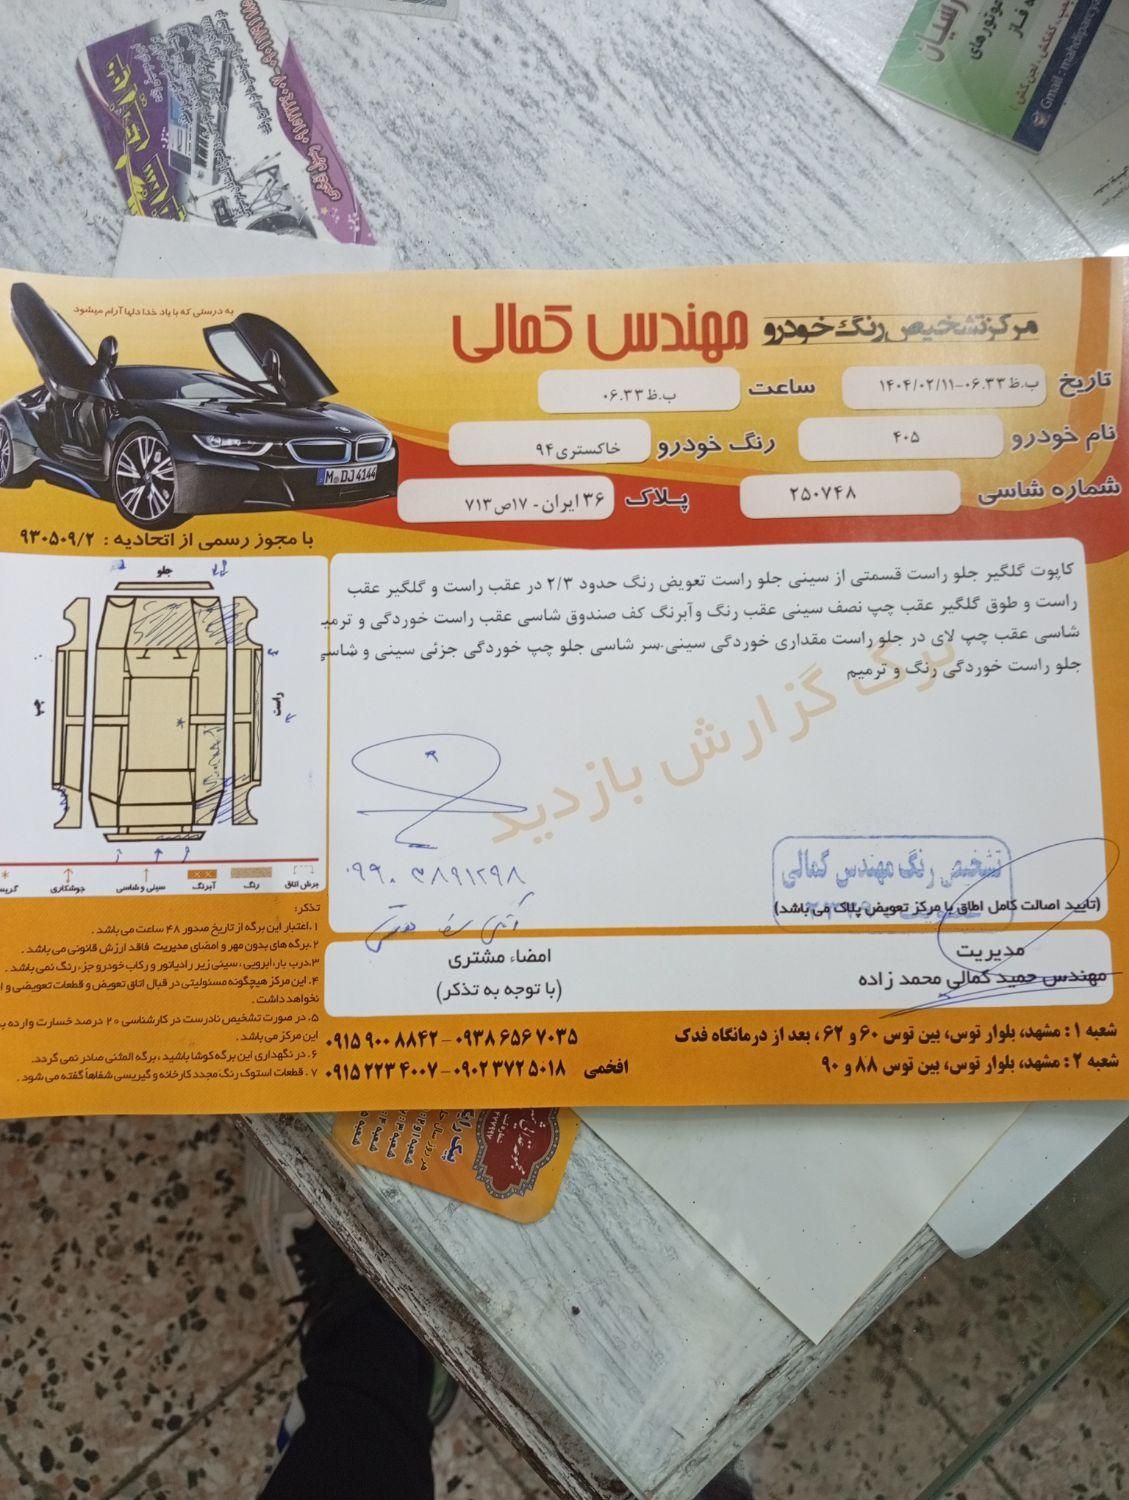 به درستی که با یاد خدا دلها آرام میشود
مرکز تشخیص رنگ خودرو مهندس کمالی
تاریخ ۱۴۰۴/۰۲/۱۱-۰۶.۳۳ ب.ظ ساعت ۰۶.۳۳ ب.ظ
نام خودرو ۴۰۵ رنگ خودرو خاکستری۹۴
شماره شاسی ۲۵۰۷۴۸ پلاک ۳۶ ایران - ۱۷ص۷۱۳
M DJ 4144
با مجوز رسمی از اتحادیه : ۹۳۰۵۰۹/۲
کاپوت گلگیر جلو راست قسمتی از سینی جلو راست تعویض رنگ حدود ۲/۳ در عقب راست و گلگیر عقب
راست و طوق گلگیر عقب چپ نصف سینی عقب رنگ وآبرنگ کف صندوق شاسی عقب راست خوردگی و ترمیـ
شاسی عقب چپ لای در جلو راست مقداری خوردگی سینی.سر شاسی جلو چپ خوردگی جزئی سینی و شاسی
جلو راست خوردگی رنگ و ترمیم
برگ گزارش بازدید
جلو
چپ
راست
برش اتاق
رنگ
آبرنگ
سینی و شاسی
جوشکاری
گریس
۰۹۹۰ ۳۸۹۱۲۹۸
تشخیص رنگ مهندس کمالی
(تایید اصالت کامل اطاق با مرکز تعویض پلاک می باشد)
مدیریت
مهندس حمید کمالی محمد زاده
امضاء مشتری
(با توجه به تذکر)
تذکر:
۱.اعتبار این برگه از تاریخ صدور ۴۸ ساعت می باشد .
۲.برگه های بدون مهر و امضای مدیریت فاقد ارزش قانونی می باشد .
۳.درب بار، ابرویی ، سینی زیر رادیاتور و رکاب خودرو جزء رنگ نمی باشد .
۴. این مرکز هیچگونه مسئولیتی در قبال اتاق تعویض و قطعات تعویضی و ا
نخواهد داشت .
۵. در صورت تشخیص نادرست در کارشناسی ۲۰ درصد خسارت وارده به
این مرکز می باشد .
۶. در نگهداری این برگه کوشا باشید ، برگه المثنی صادر نمی گردد.
۷ . قطعات استوک رنگ مجدد کارخانه و گیریسی شفاهاً گفته می شود .
شعبه ۱ : مشهد، بلوار توس، بین توس ۶۰ و ۶۲ ، بعد از درمانگاه فدک ۰۹۳۸ ۶۵۶ ۷۰۳۵ - ۰۹۱۵ ۹۰۰ ۸۸۴۲
شعبه ۲ : مشهد، بلوار توس، بین توس ۸۸ و ۹۰ افخمی ۰۹۰۲ ۳۷۲ ۵۰۱۸ - ۰۹۱۵ ۲۲۳ ۴۰۰۷